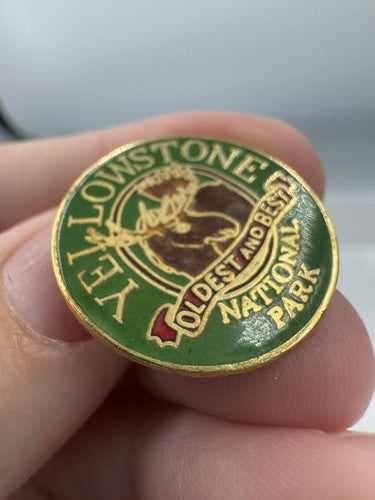 YELLOWSTONE
OLDEST AND BEST
NATIONAL
PARK